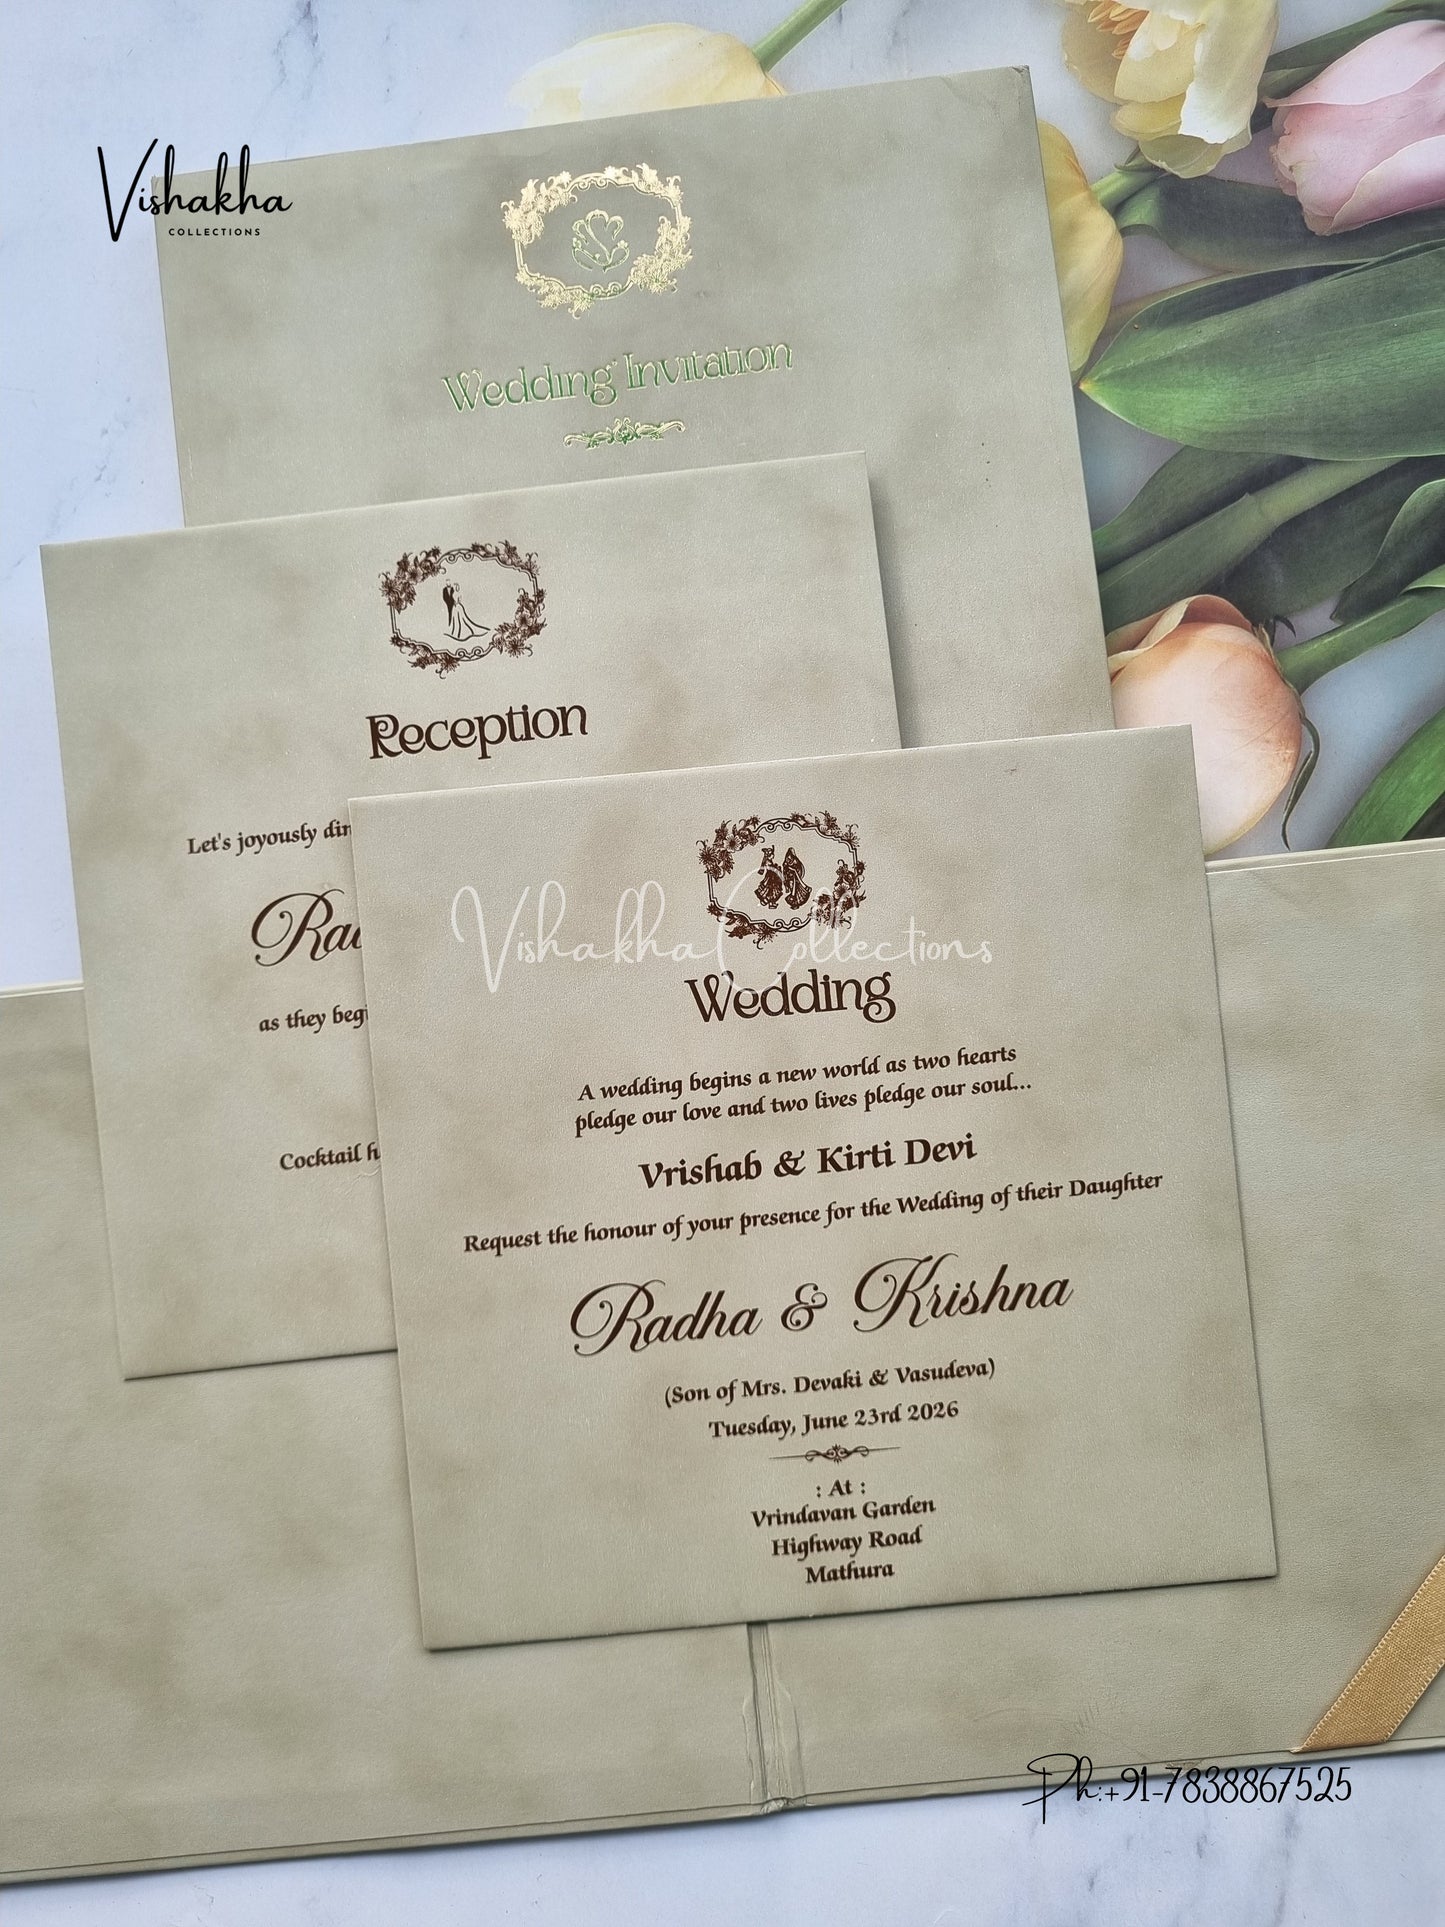 Vishakha
COLLECTIONS
Wedding Invitation
Reception
Let's joyously
as they
Cocktail
Vishakha Collections
Wedding
A wedding begins a new world as two hearts
pledge our love and two lives pledge our soul...
Vrishab & Kirti Devi
Request the honour of your presence for the Wedding of their Daughter
Radha & Krishna
(Son of Mrs. Devaki & Vasudeva)
Tuesday, June 23rd 2026
: At :
Vrindavan Garden
Highway Road
Mathura
Ph:+91-7838867525